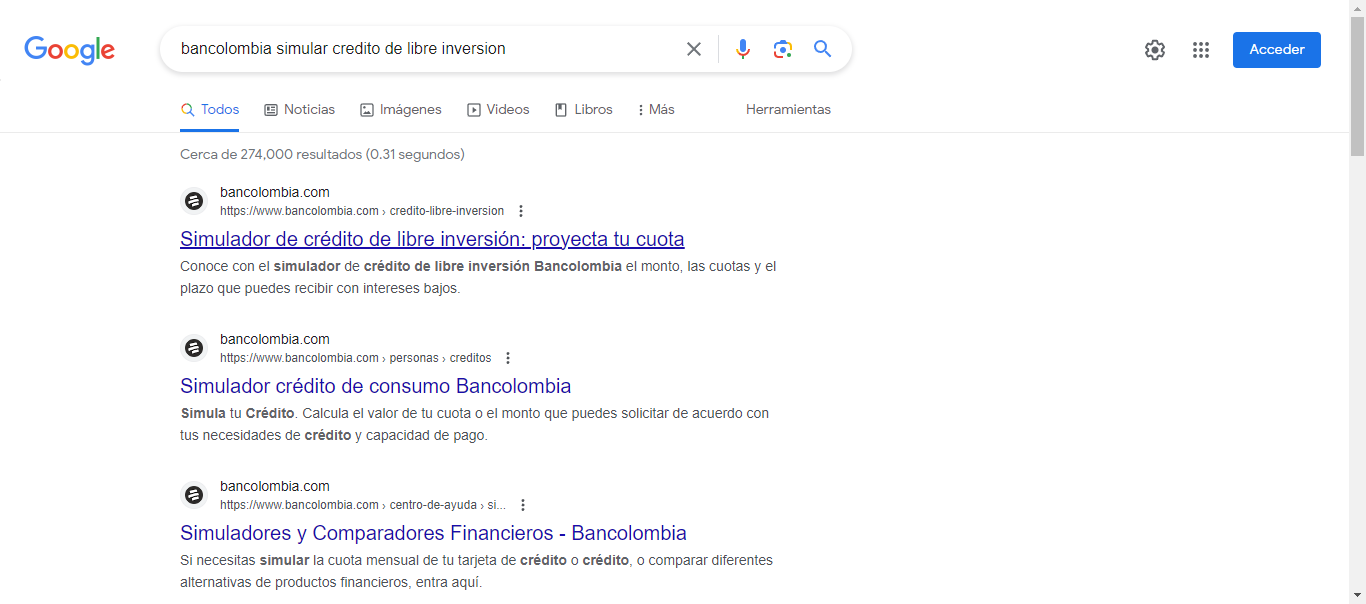 Google
bancolombia simular credito de libre inversion
Acceder
Todos
Noticias
Imágenes
Videos
Libros
Más
Herramientas
Cerca de 274,000 resultados (0.31 segundos)
bancolombia.com
https://www.bancolombia.com › credito-libre-inversion
Simulador de crédito de libre inversión: proyecta tu cuota
Conoce con el simulador de crédito de libre inversión Bancolombia el monto, las cuotas y el
plazo que puedes recibir con intereses bajos.
bancolombia.com
https://www.bancolombia.com › personas › creditos
Simulador crédito de consumo Bancolombia
Simula tu Crédito. Calcula el valor de tu cuota o el monto que puedes solicitar de acuerdo con
tus necesidades de crédito y capacidad de pago.
bancolombia.com
https://www.bancolombia.com › centro-de-ayuda › si...
Simuladores y Comparadores Financieros - Bancolombia
Si necesitas simular la cuota mensual de tu tarjeta de crédito o crédito, o comparar diferentes
alternativas de productos financieros, entra aquí.